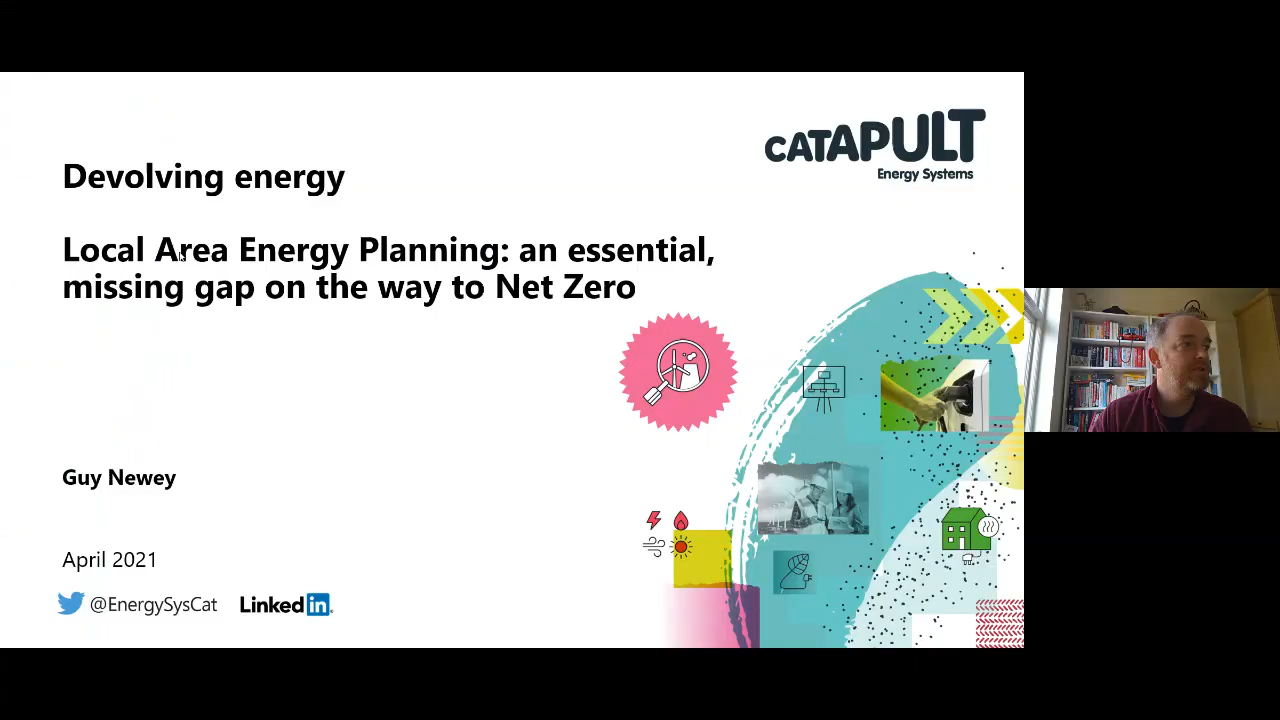 CATAPULT
Energy Systems
Devolving energy
Local Area Energy Planning: an essential,
missing gap on the way to Net Zero
Guy Newey
April 2021
@EnergySysCat LinkedIn